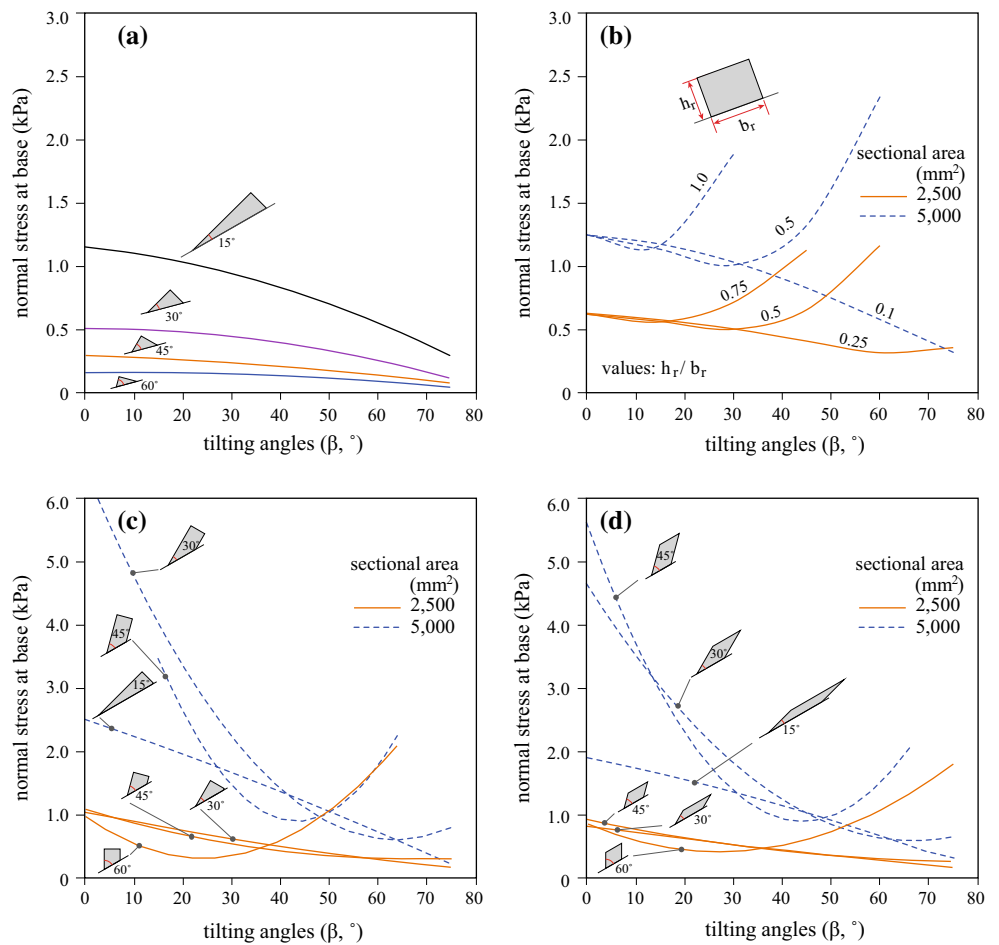 (a)
normal stress at base (kPa)
3.0
2.5
2.0
1.5
1.0
0.5
0
15°
30°
45°
60°
0 10 20 30 40 50 60 70 80
tilting angles (β, °)
(b)
normal stress at base (kPa)
3.0
2.5
2.0
1.5
1.0
0.5
0
hr
br
sectional area
(mm²)
2,500
5,000
1.0
0.5
0.75
0.5
0.1
0.25
values: hr / br
0 10 20 30 40 50 60 70 80
tilting angles (β, °)
(c)
normal stress at base (kPa)
6.0
5.0
4.0
3.0
2.0
1.0
0
30°
sectional area
(mm²)
2,500
5,000
45°
15°
45°
30°
60°
0 10 20 30 40 50 60 70 80
tilting angles (β, °)
(d)
normal stress at base (kPa)
6.0
5.0
4.0
3.0
2.0
1.0
0
45°
sectional area
(mm²)
2,500
5,000
30°
15°
45°
30°
60°
0 10 20 30 40 50 60 70 80
tilting angles (β, °)